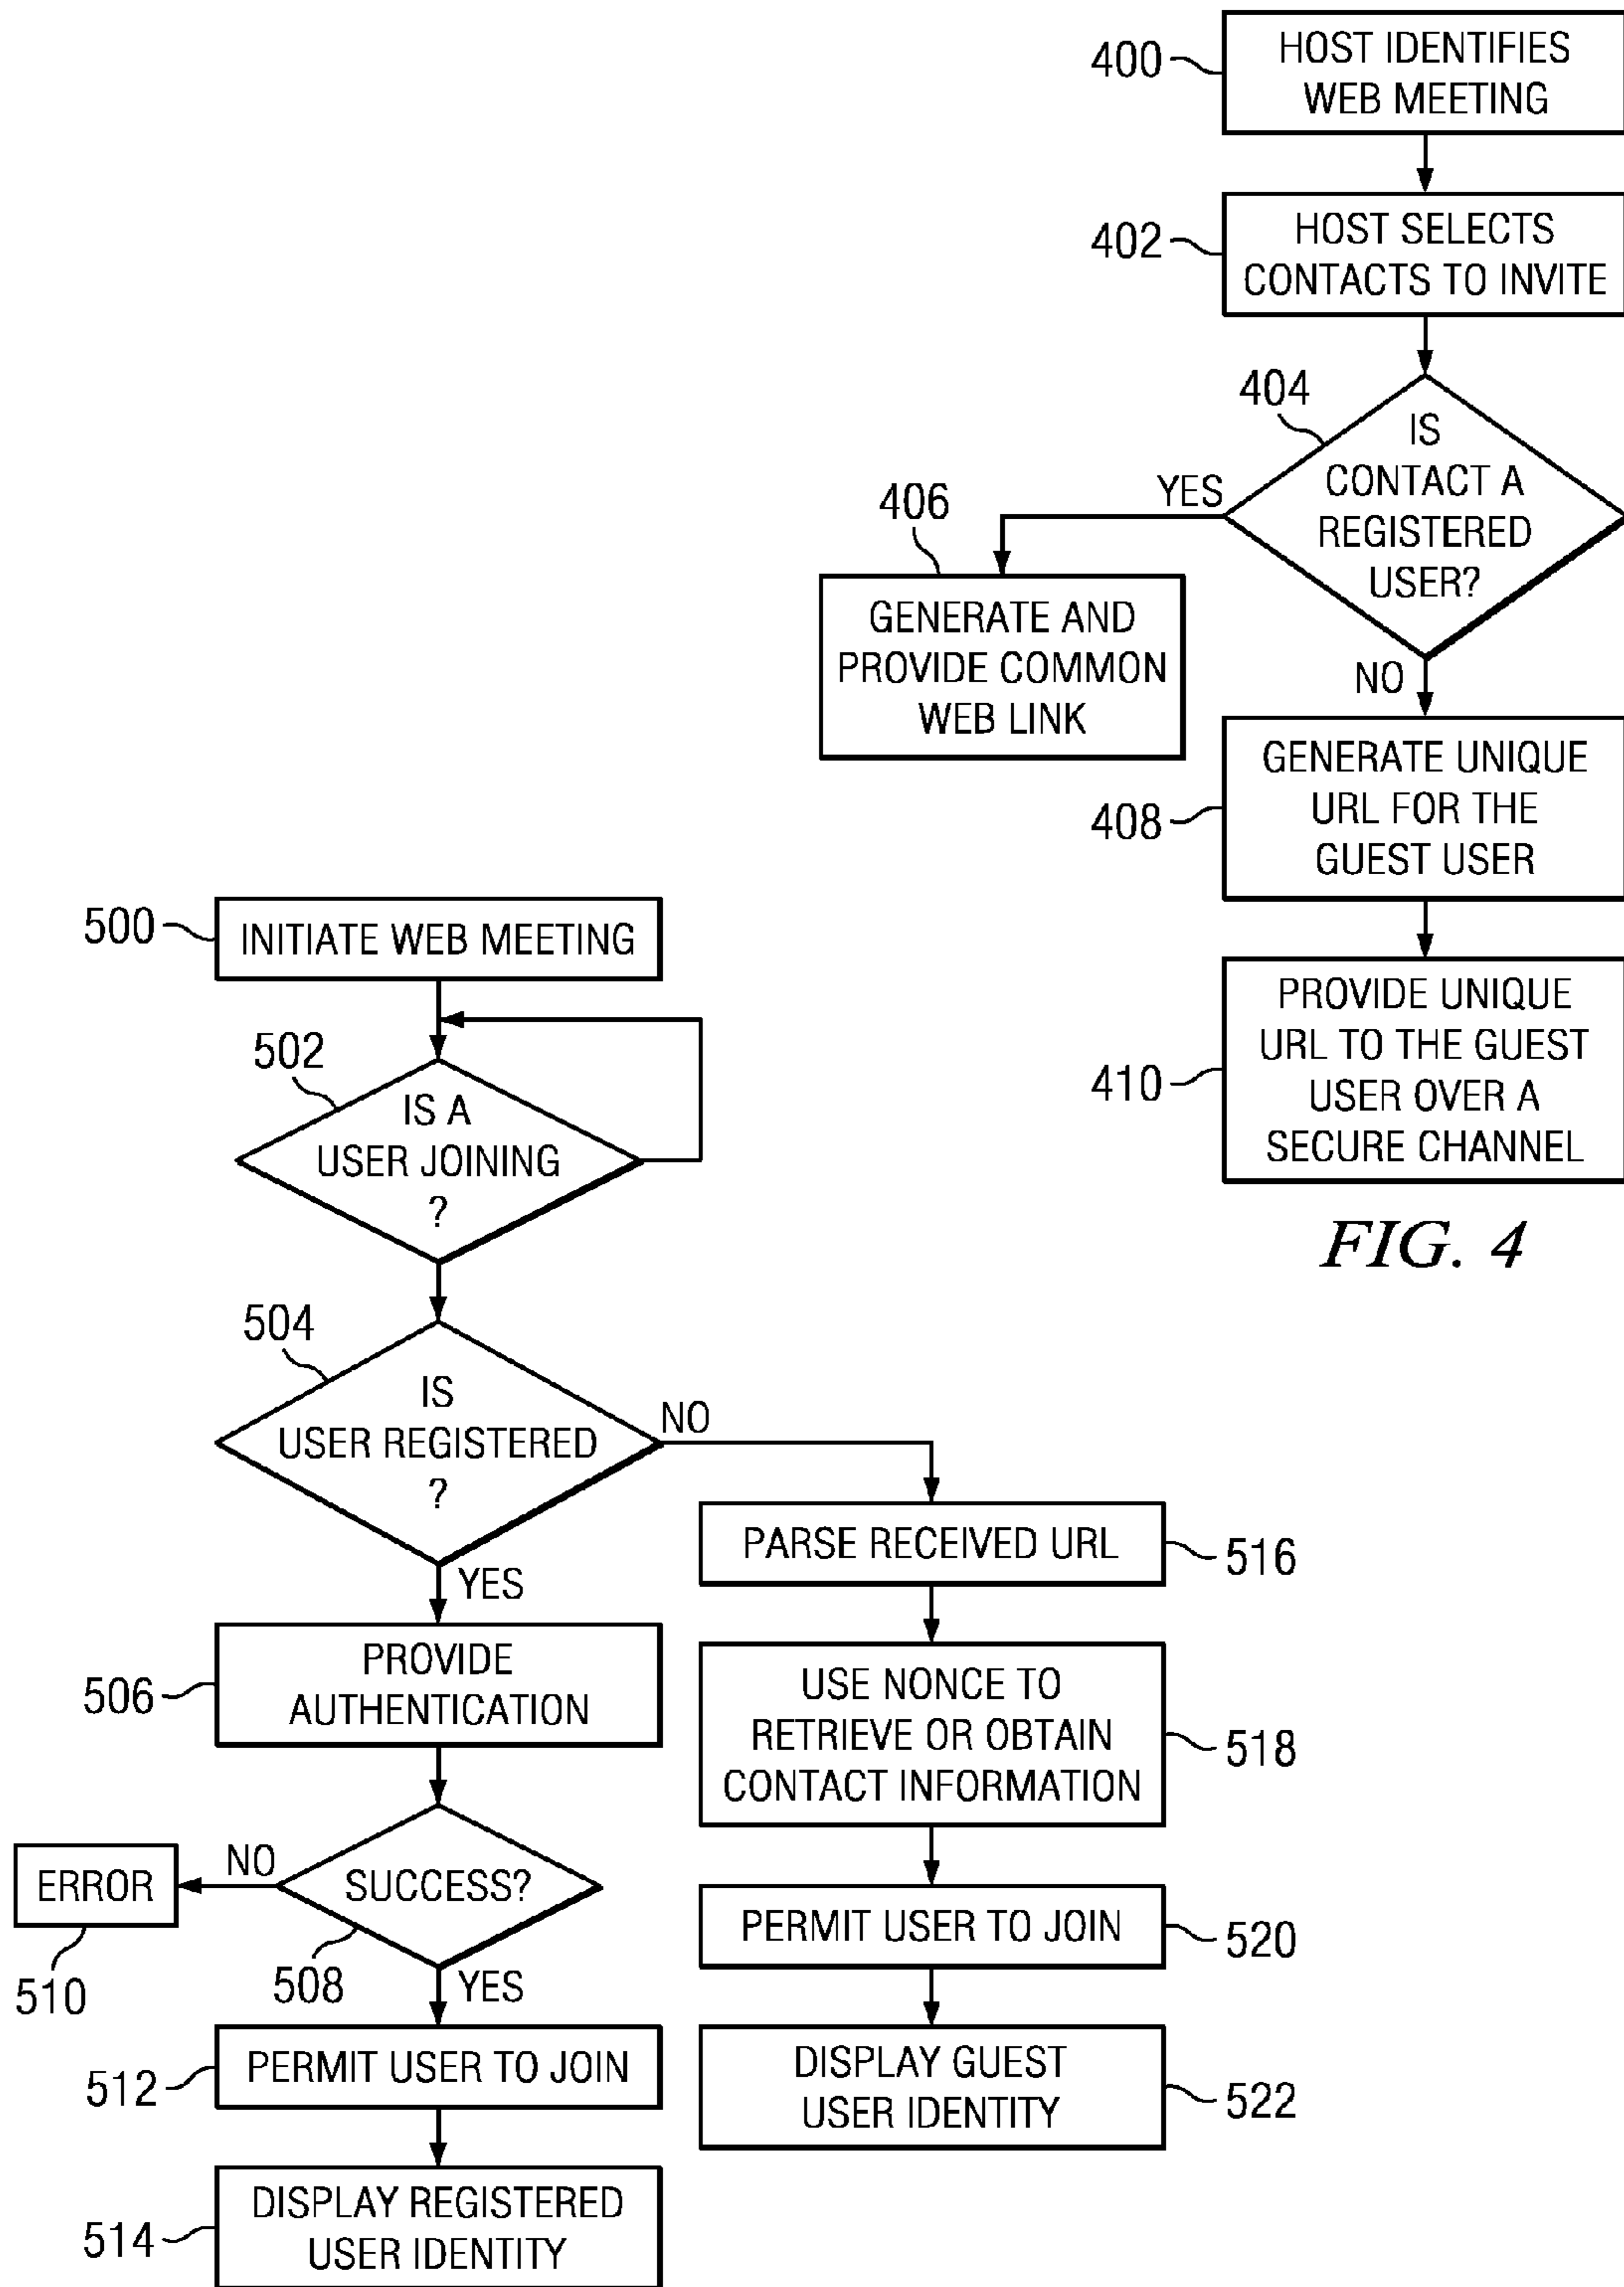 400
HOST IDENTIFIES
WEB MEETING
402
HOST SELECTS
CONTACTS TO INVITE
404
IS
CONTACT A
REGISTERED
USER?
YES
406
GENERATE AND
PROVIDE COMMON
WEB LINK
NO
408
GENERATE UNIQUE
URL FOR THE
GUEST USER
410
PROVIDE UNIQUE
URL TO THE GUEST
USER OVER A
SECURE CHANNEL
FIG. 4
500
INITIATE WEB MEETING
502
IS A
USER JOINING
?
504
IS
USER REGISTERED
?
NO
YES
506
PROVIDE
AUTHENTICATION
SUCCESS?
508
NO
ERROR
510
YES
512
PERMIT USER TO JOIN
514
DISPLAY REGISTERED
USER IDENTITY
PARSE RECEIVED URL
516
USE NONCE TO
RETRIEVE OR OBTAIN
CONTACT INFORMATION
518
PERMIT USER TO JOIN
520
DISPLAY GUEST
USER IDENTITY
522